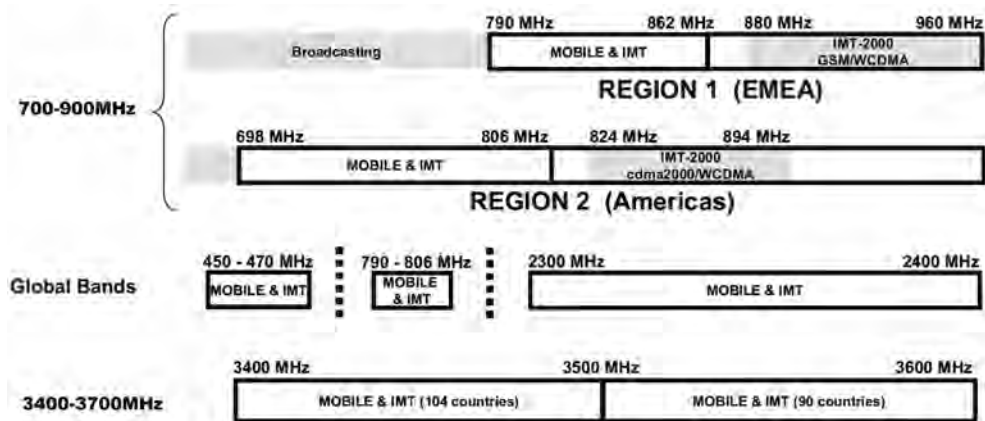 790 MHz 862 MHz 880 MHz 960 MHz
Broadcasting
MOBILE & IMT
IMT-2000
GSM/WCDMA
REGION 1 (EMEA)
700-900MHz
698 MHz 806 MHz 824 MHz 894 MHz
MOBILE & IMT
IMT-2000
cdma2000/WCDMA
REGION 2 (Americas)
Global Bands
450 - 470 MHz
MOBILE & IMT
790 - 806 MHz
MOBILE
& IMT
2300 MHz 2400 MHz
MOBILE & IMT
3400-3700MHz
3400 MHz 3500 MHz 3600 MHz
MOBILE & IMT (104 countries)
MOBILE & IMT (90 countries)